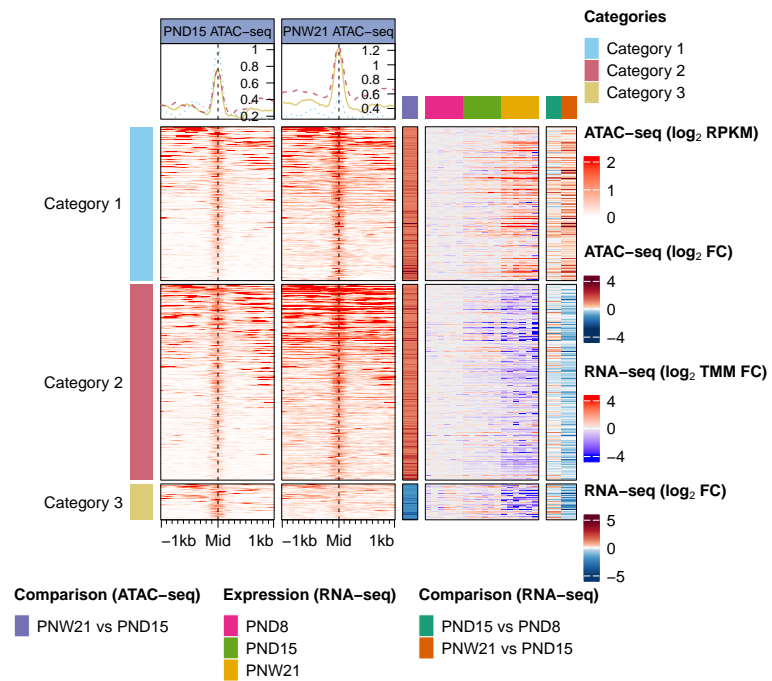 PND15 ATAC−seq
PNW21 ATAC−seq
1
0.8
0.6
0.4
0.2
1.2
1
0.8
0.6
0.4
Categories
Category 1
Category 2
Category 3
ATAC−seq (log₂ RPKM)
2
1
0
ATAC−seq (log₂ FC)
4
2
0
−4
RNA−seq (log₂ TMM FC)
4
0
−4
RNA−seq (log₂ FC)
5
2
0
−5
Category 1
Category 2
Category 3
−1kb Mid 1kb
−1kb Mid 1kb
Comparison (ATAC−seq)
PNW21 vs PND15
Expression (RNA−seq)
PND8
PND15
PNW21
Comparison (RNA−seq)
PND15 vs PND8
PNW21 vs PND15